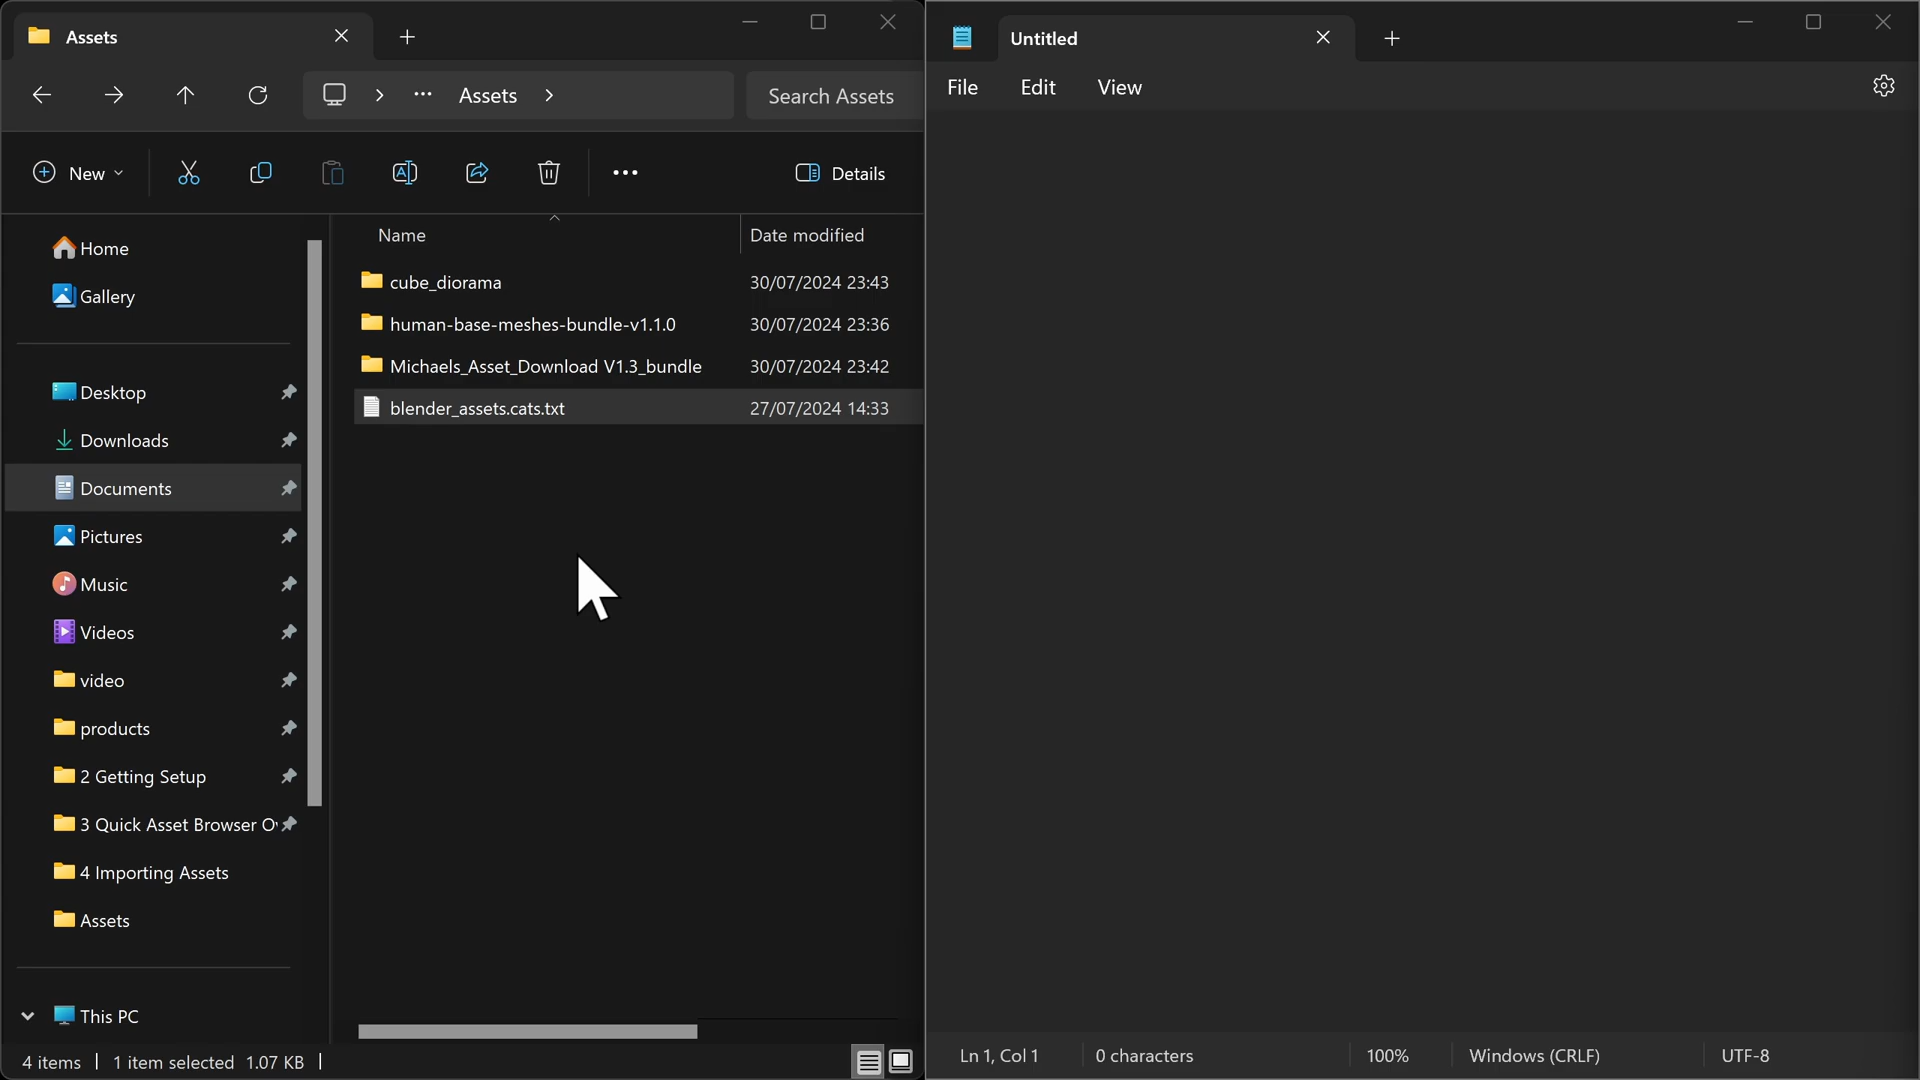 Assets
Assets
Search Assets
New
Details
Name
Date modified
Home
Gallery
Desktop
Downloads
Documents
Pictures
Music
Videos
video
products
2 Getting Setup
3 Quick Asset Browser Ov
4 Importing Assets
Assets
This PC
cube_diorama 30/07/2024 23:43
human-base-meshes-bundle-v1.1.0 30/07/2024 23:36
Michaels_Asset_Download V1.3_bundle 30/07/2024 23:42
blender_assets.cats.txt 27/07/2024 14:33
4 items 1 item selected 1.07 KB
Untitled
File Edit View
Ln 1, Col 1 0 characters 100% Windows (CRLF) UTF-8